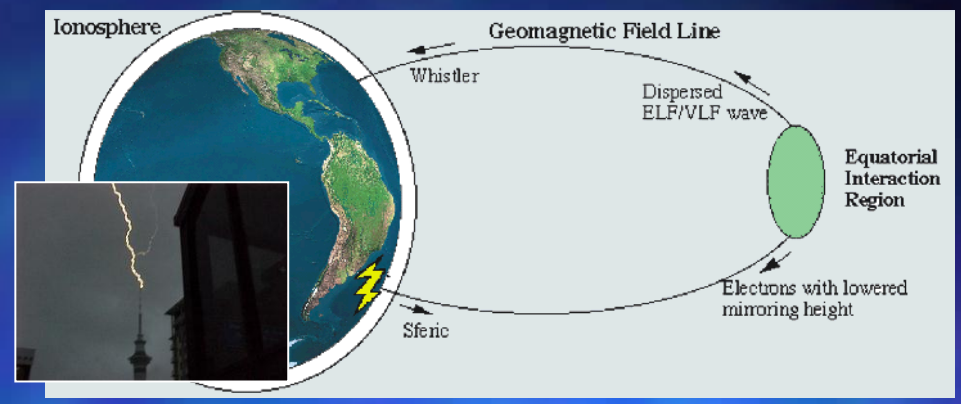 Ionosphere
Geomagnetic Field Line
Whistler
Dispersed
ELF/VLF wave
Equatorial
Interaction
Region
Electrons with lowered
mirroring height
Sferic